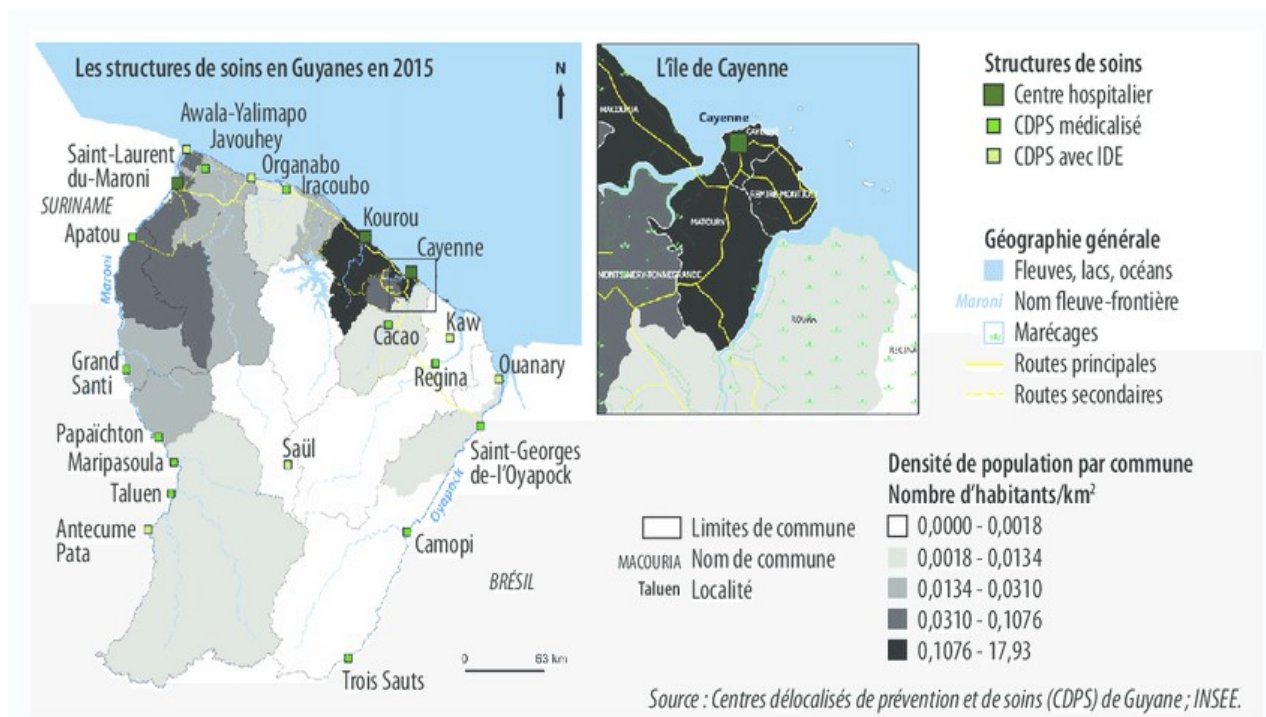 Les structures de soins en Guyanes en 2015
N
Awala-Yalimapo
Javouhey
Saint-Laurent
du-Maroni
Organabo
Iracoubo
SURINAME
Kourou
Apatou
Cayenne
Maroni
Cacao
Kaw
Grand
Santi
Regina
Ouanary
Papaïchton
Maripasoula
Saül
Saint-Georges
de-l'Oyapock
Taluen
Oyapock
Antecume
Pata
Camopi
BRÉSIL
0 63 km
Trois Sauts
L'île de Cayenne
MACOURIA
Cayenne
CAYENNE
REMIRE-MONTJOLY
MATOURY
MONTSINERY-TONNEGRANDE
ROURA
REGINA
Structures de soins
Centre hospitalier
CDPS médicalisé
CDPS avec IDE
Géographie générale
Fleuves, lacs, océans
Maroni Nom fleuve-frontière
Marécages
Routes principales
Routes secondaires
Limites de commune
MACOURIA Nom de commune
Taluen Localité
Densité de population par commune
Nombre d'habitants/km²
0,0000 - 0,0018
0,0018 - 0,0134
0,0134 - 0,0310
0,0310 - 0,1076
0,1076 - 17,93
Source : Centres délocalisés de prévention et de soins (CDPS) de Guyane ; INSEE.